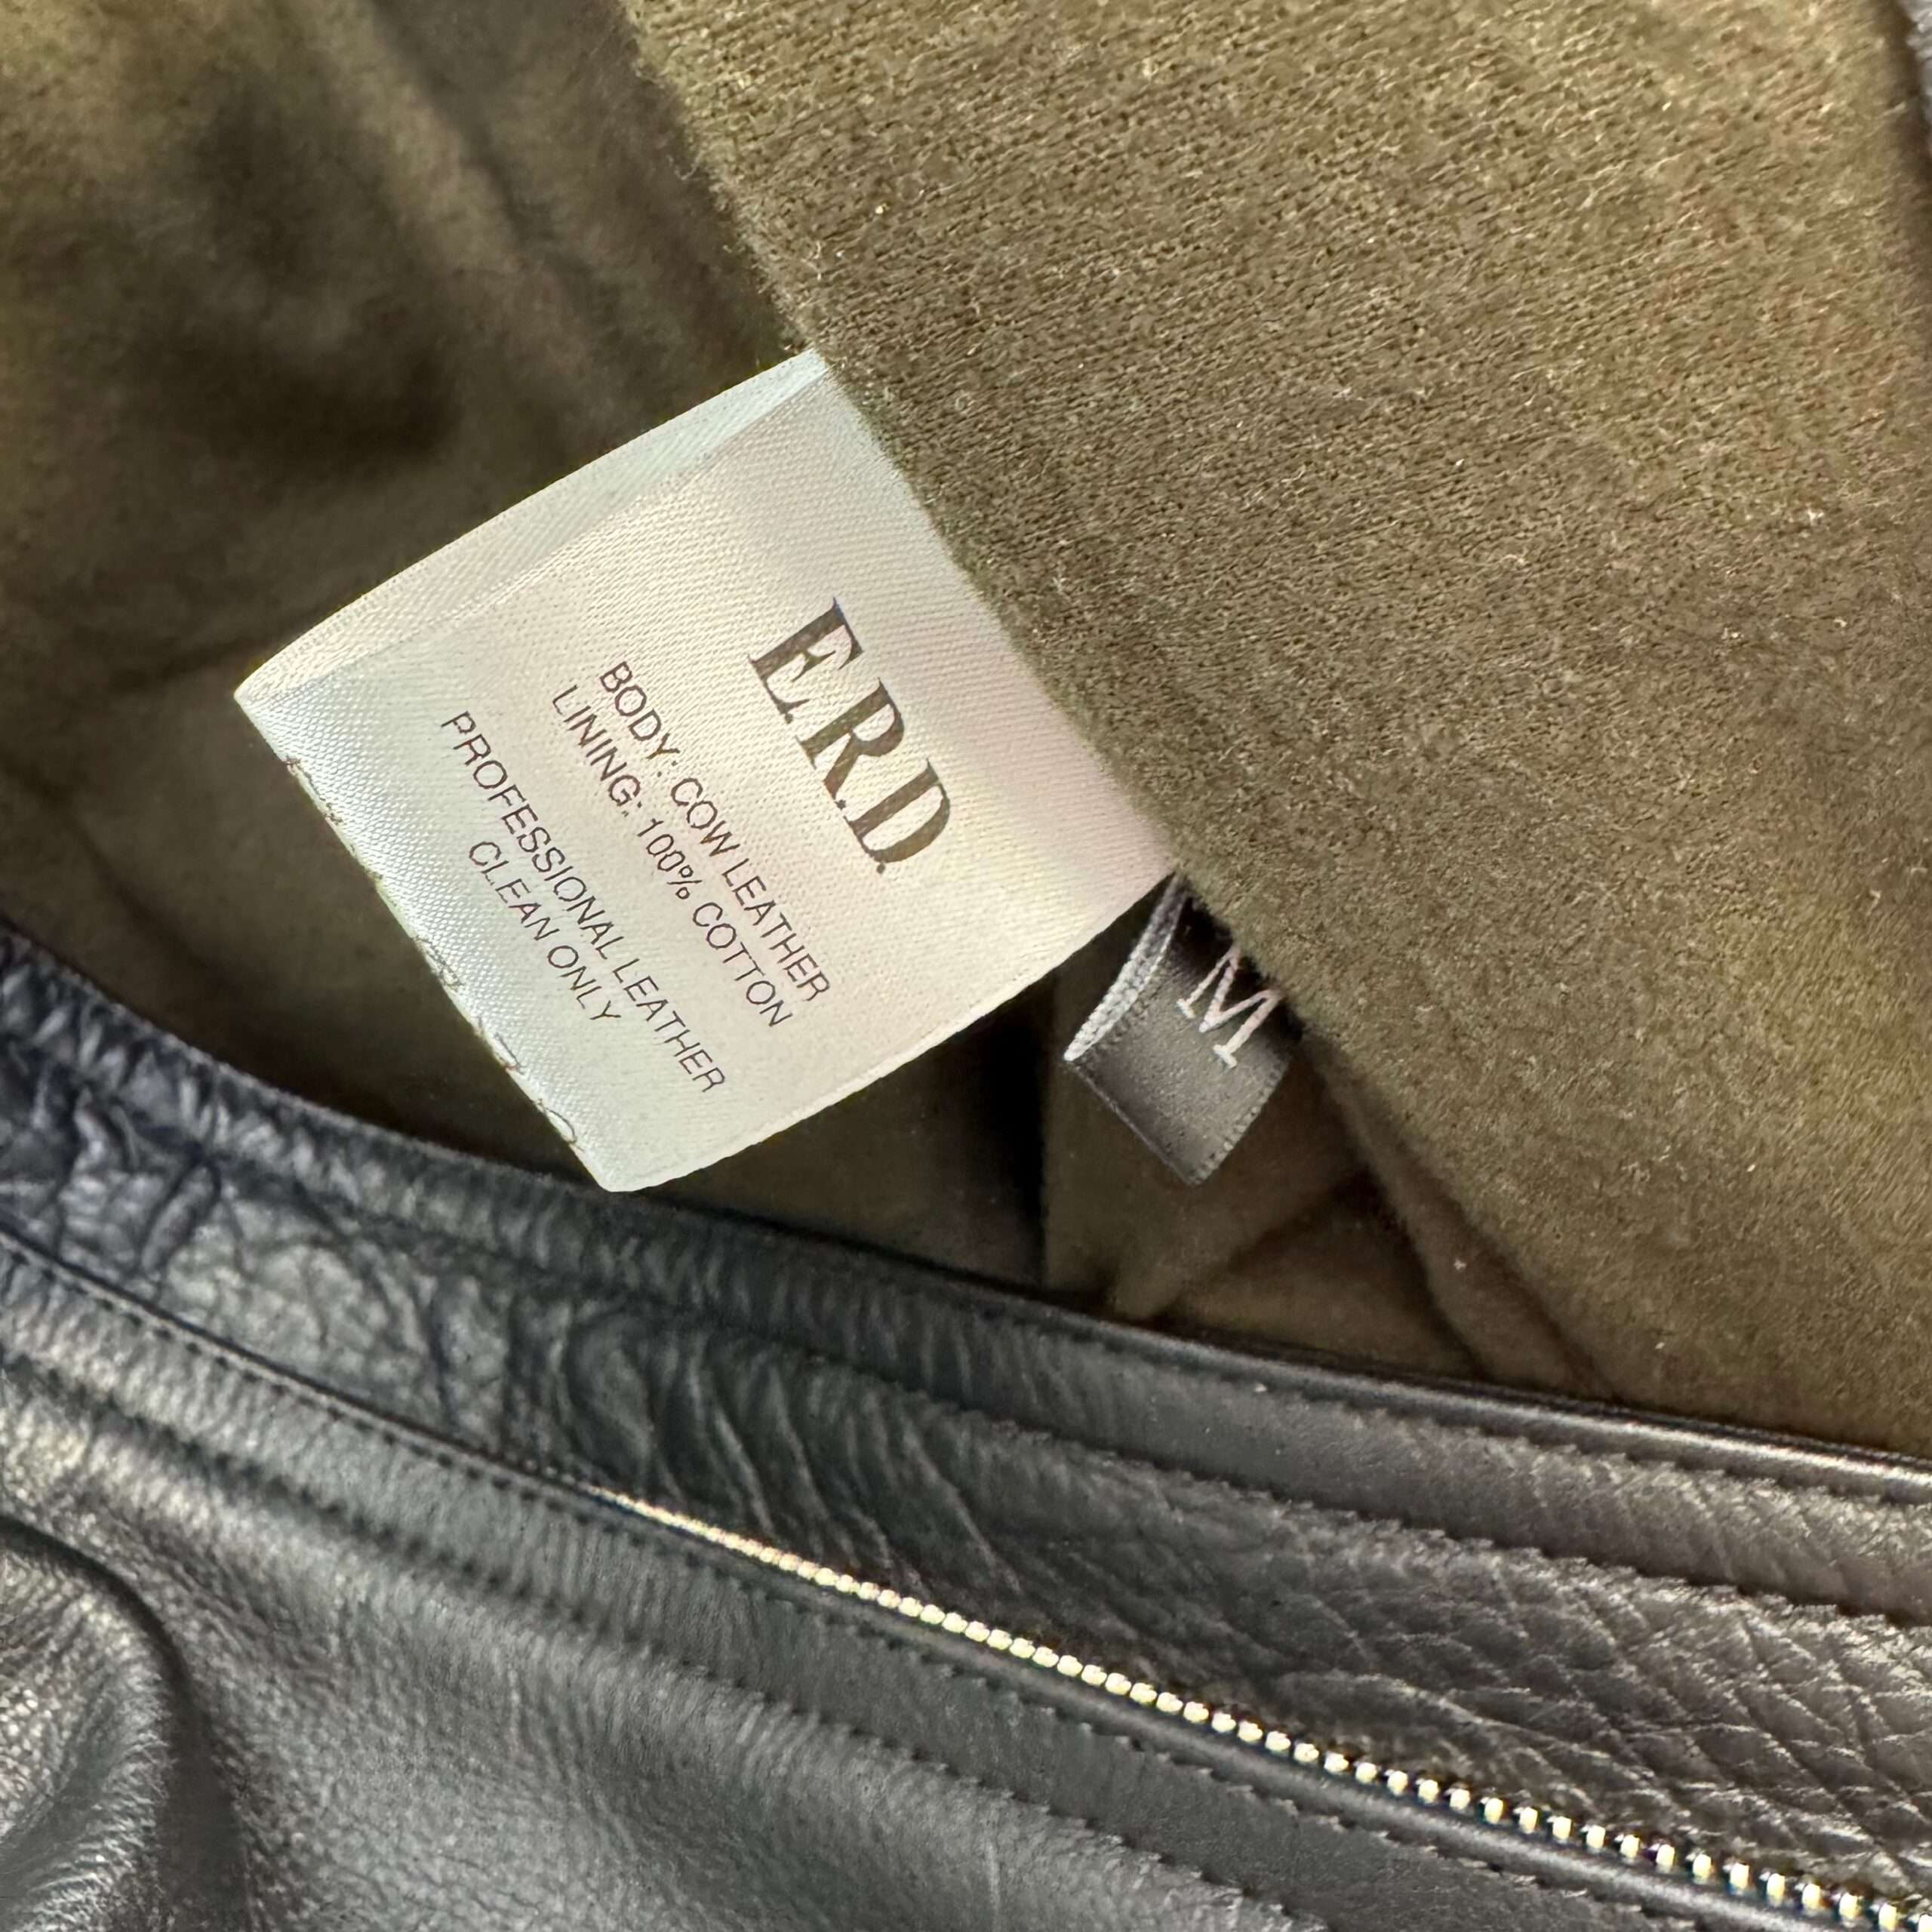 E.R.D.
BODY: COW LEATHER
LINING: 100% COTTON
PROFESSIONAL LEATHER
CLEAN ONLY
M